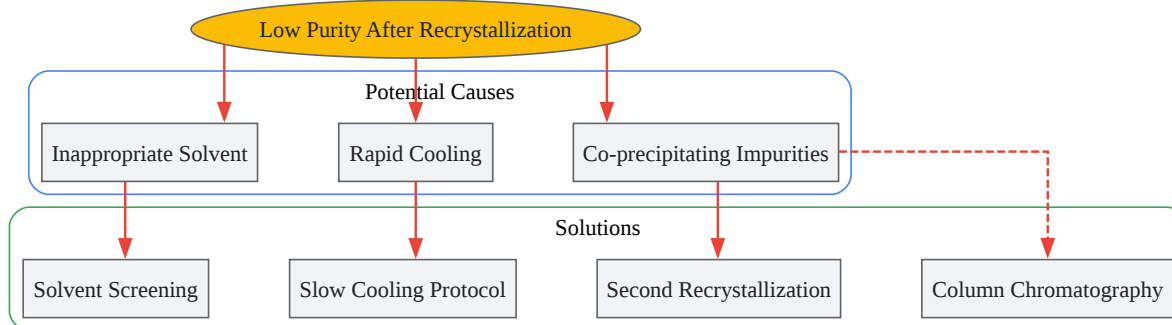 Low Purity After Recrystallization
Potential Causes
Inappropriate Solvent
Rapid Cooling
Co-precipitating Impurities
Solutions
Solvent Screening
Slow Cooling Protocol
Second Recrystallization
Column Chromatography